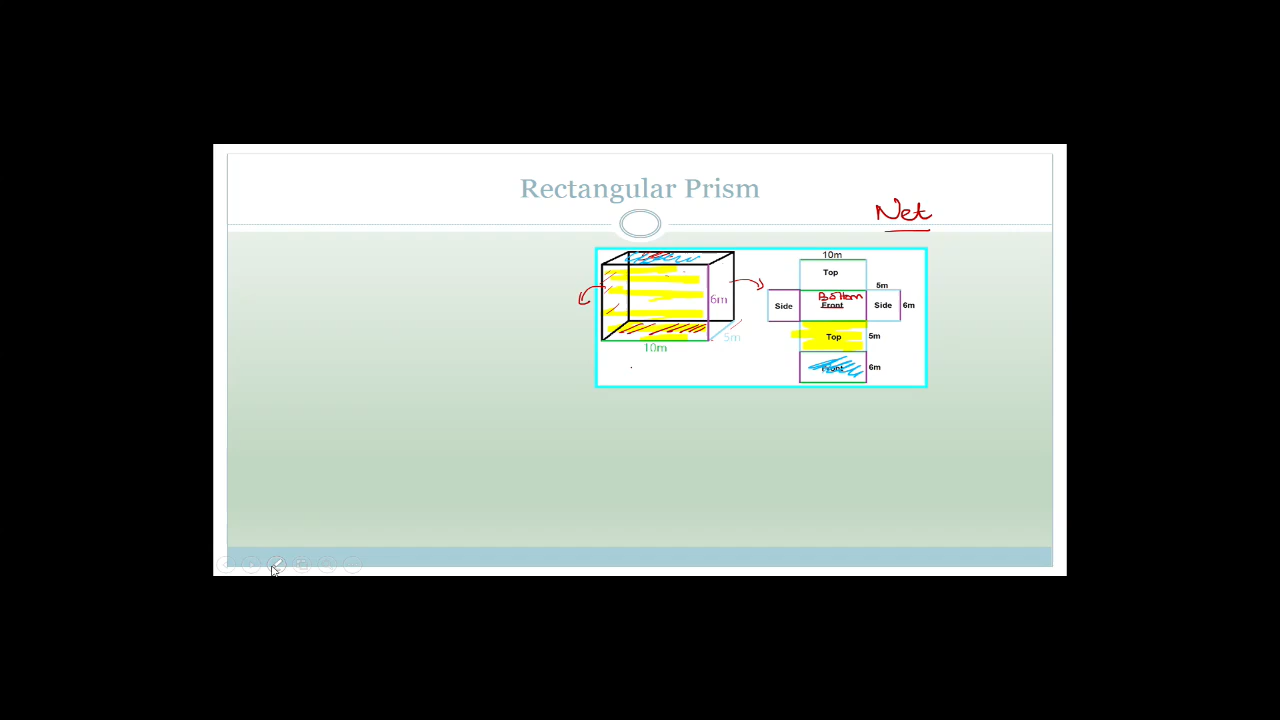 Rectangular Prism
Net
10m
Top
5m
Bottom
Side
Front
Side
6m
6m
5m
10m
Top
5m
Front
6m